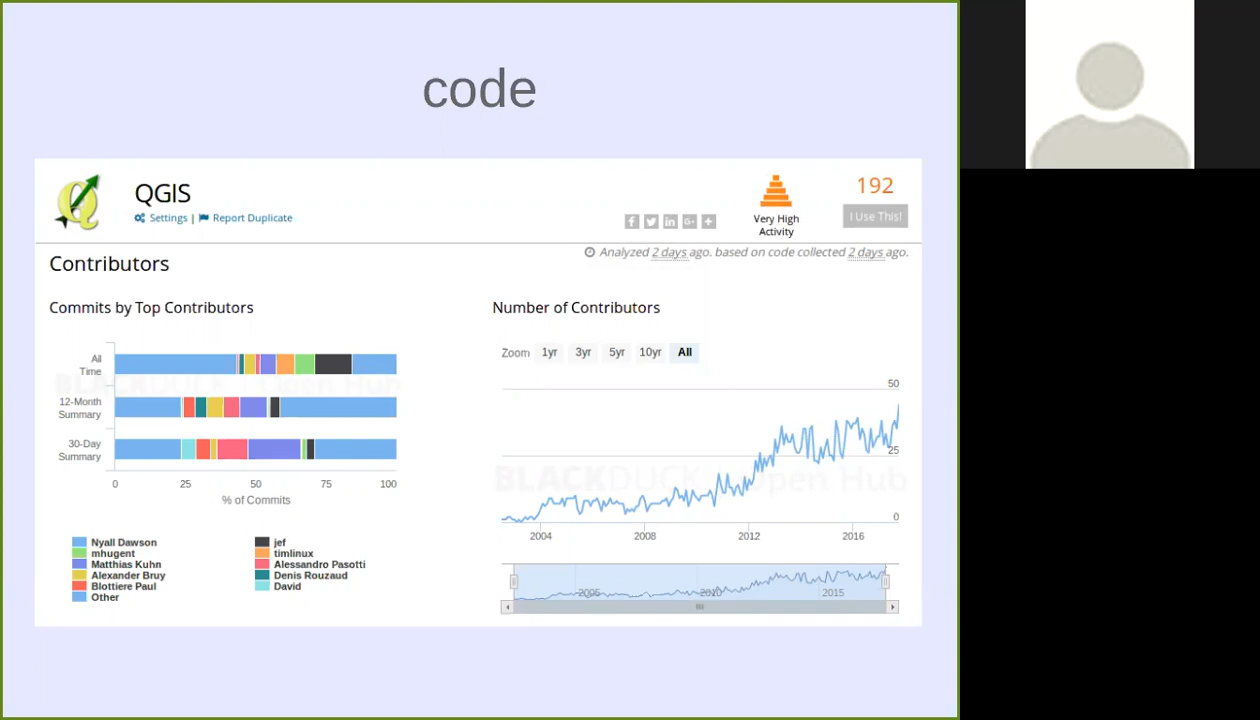 code
QGIS
Settings | Report Duplicate
Very High
Activity
192
I Use This!
Analyzed 2 days ago. based on code collected 2 days ago.
Contributors
Commits by Top Contributors
All
Time
12-Month
Summary
30-Day
Summary
0 25 50 75 100
% of Commits
Nyall Dawson
mhugent
Matthias Kuhn
Alexander Bruy
Blottiere Paul
Other
jef
timlinux
Alessandro Pasotti
Denis Rouzaud
David
Number of Contributors
Zoom 1yr 3yr 5yr 10yr All
50
25
0
BLACKDUCK Open Hub
2004 2008 2012 2016
2005 2010 2015